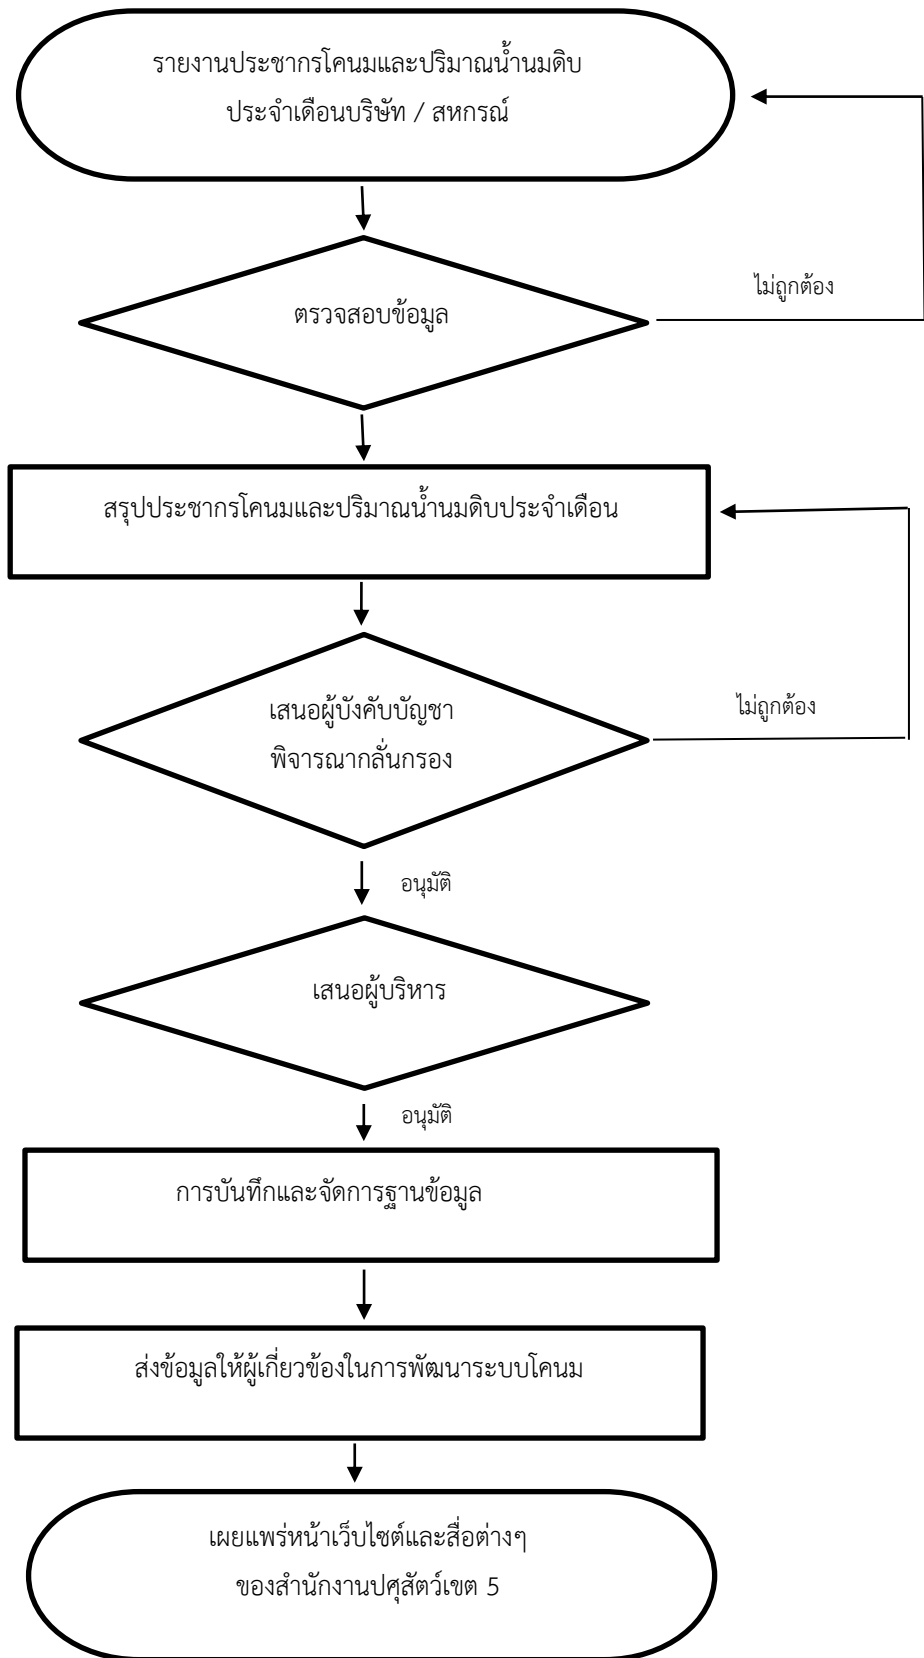 รายงานประชากรโคนมและปริมาณน้ำนมดิบ
ประจำเดือนบริษัท / สหกรณ์
ไม่ถูกต้อง
ตรวจสอบข้อมูล
สรุปประชากรโคนมและปริมาณน้ำนมดิบประจำเดือน
เสนอผู้บังคับบัญชา
พิจารณากลั่นกรอง
ไม่ถูกต้อง
อนุมัติ
เสนอผู้บริหาร
อนุมัติ
การบันทึกและจัดการฐานข้อมูล
ส่งข้อมูลให้ผู้เกี่ยวข้องในการพัฒนาระบบโคนม
เผยแพร่หน้าเว็บไซต์และสื่อต่างๆ
ของสำนักงานปศุสัตว์เขต 5